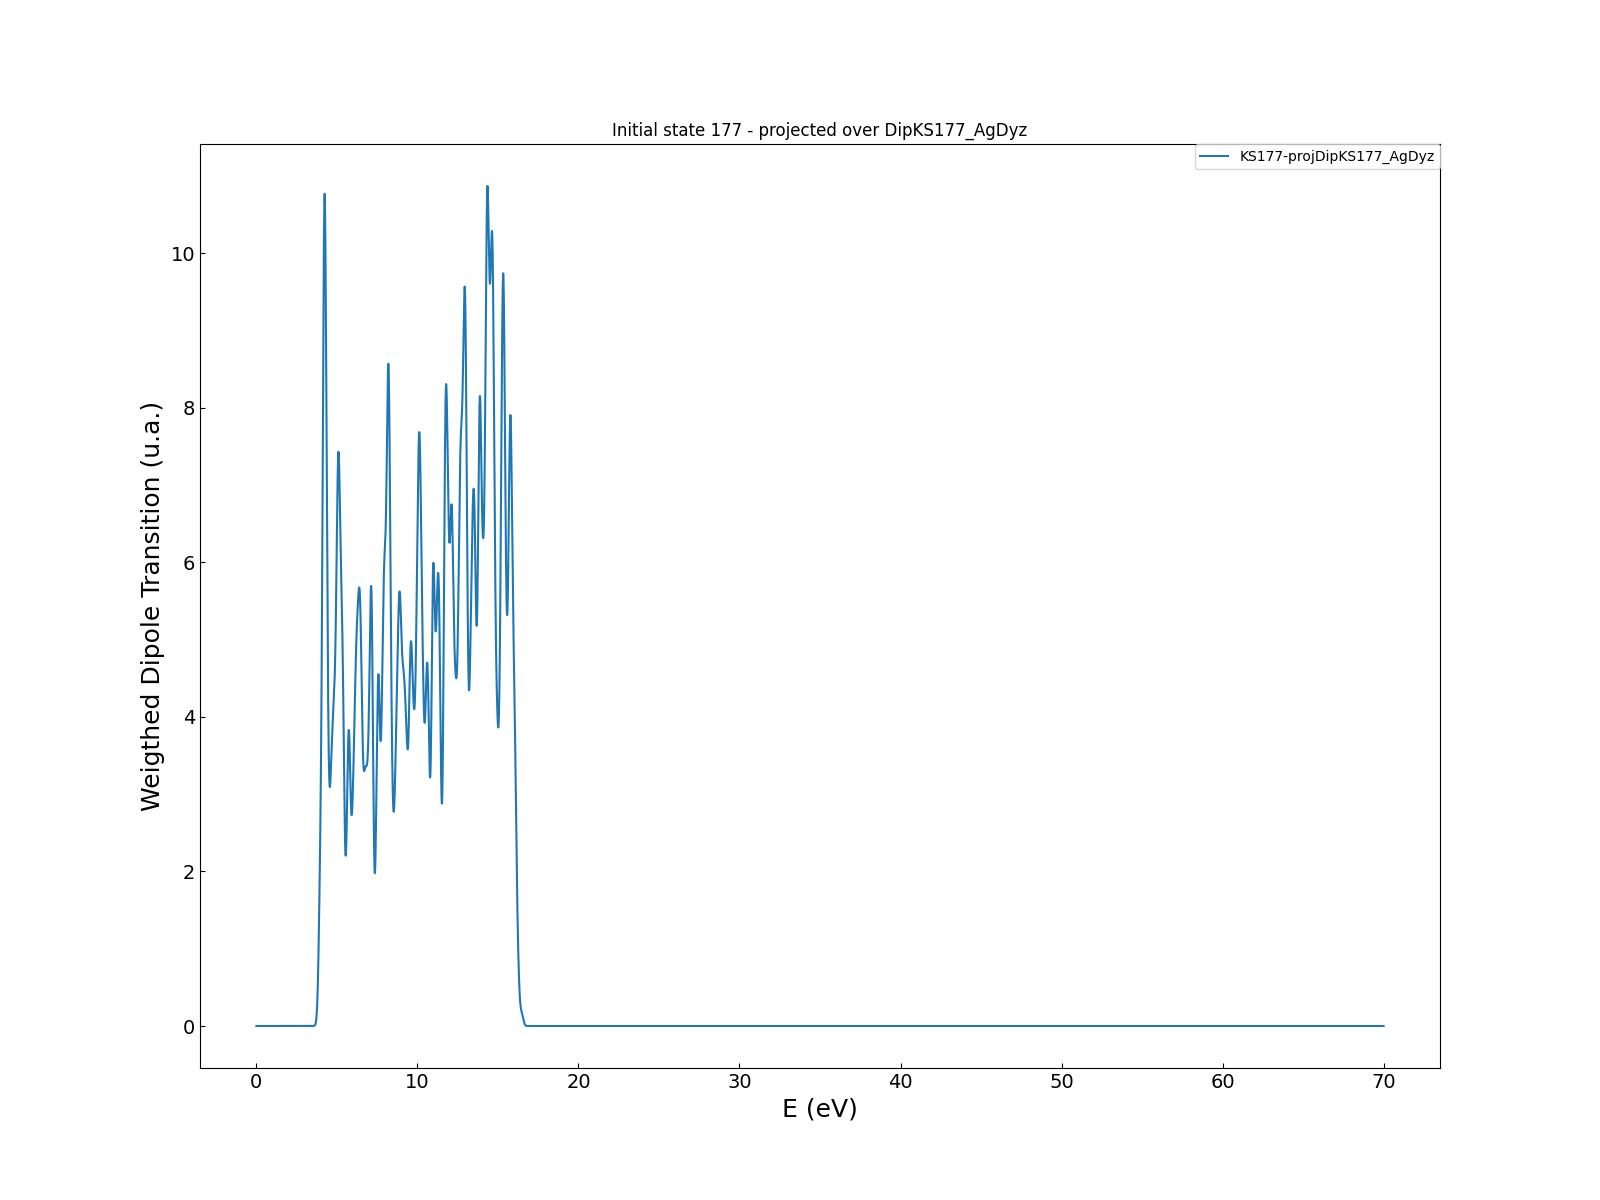 Initial state 177 - projected over DipKS177_AgDyz
KS177-projDipKS177_AgDyz
Weigthed Dipole Transition (u.a.)
10
8
6
4
2
0
0 10 20 30 40 50 60 70
E (eV)